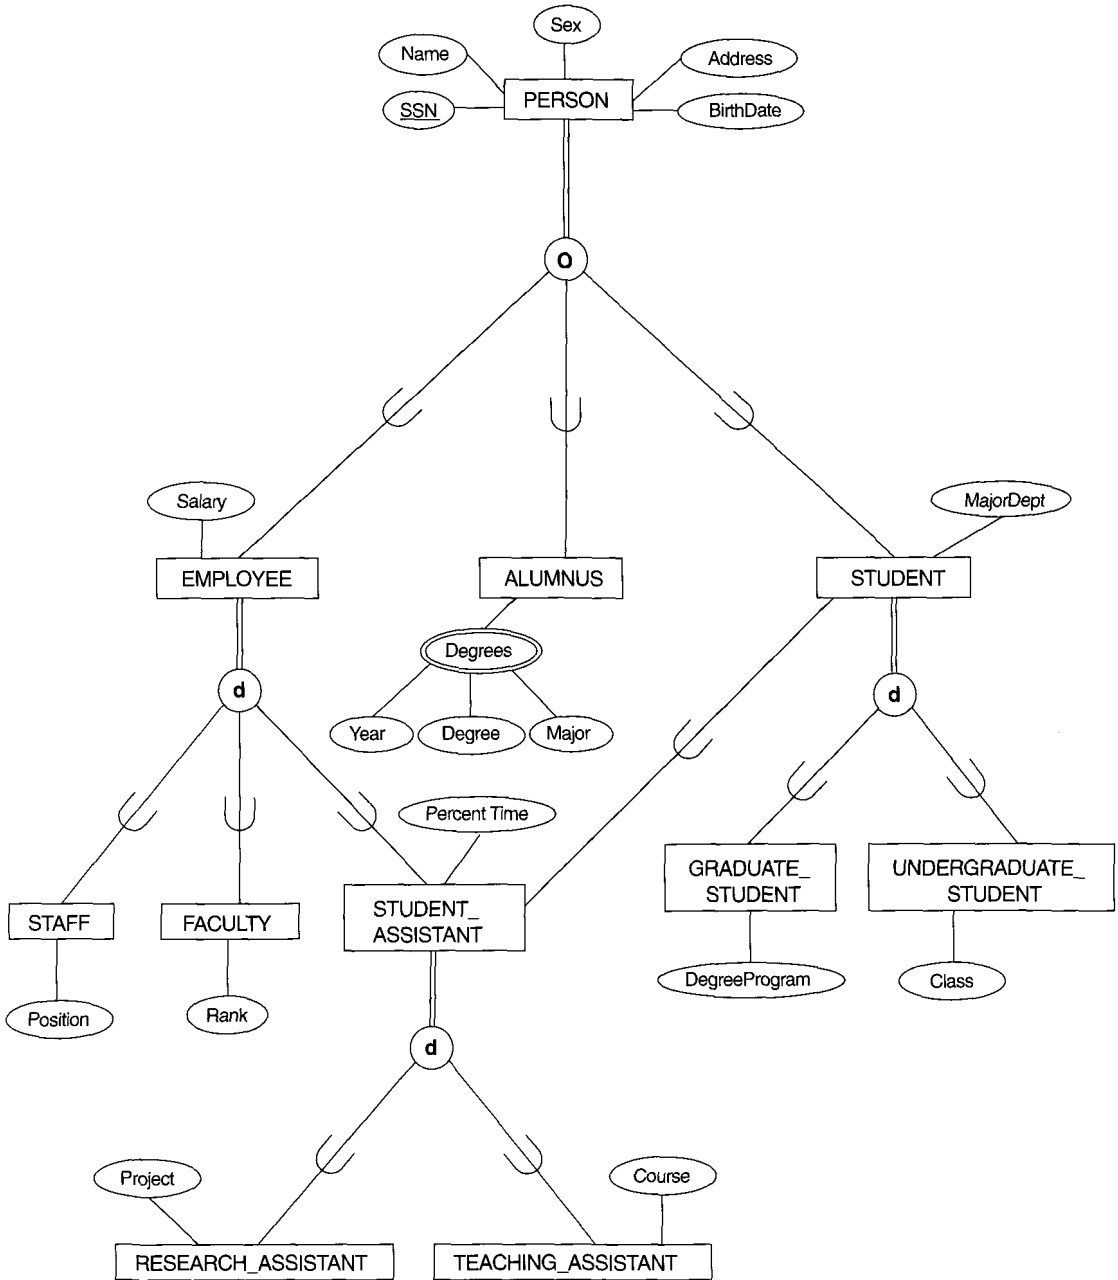 Sex
Name
Address
SSN
PERSON
BirthDate
O
Salary
MajorDept
EMPLOYEE
ALUMNUS
STUDENT
Degrees
d
d
Year
Degree
Major
Percent Time
GRADUATE_
STUDENT
UNDERGRADUATE_
STUDENT
STAFF
FACULTY
STUDENT_
ASSISTANT
DegreeProgram
Class
Position
Rank
d
Project
Course
RESEARCH_ASSISTANT
TEACHING_ASSISTANT